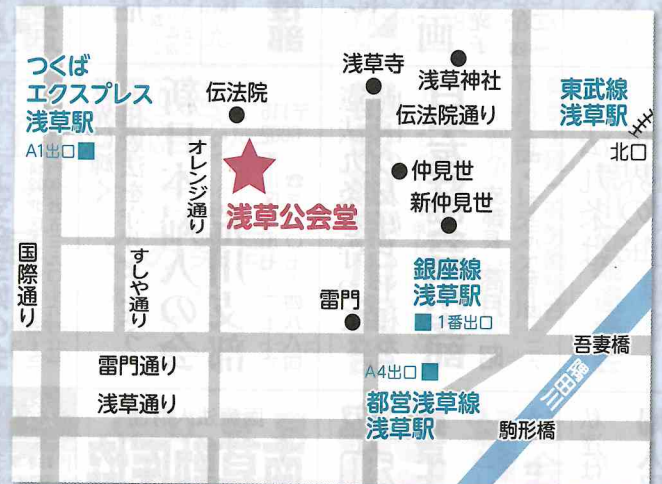 つくば
エクスプレス
浅草駅
A1出口
伝法院
浅草寺
浅草神社
伝法院通り
東武線
浅草駅
北口
オレンジ通り
浅草公会堂
仲見世
新仲見世
国際通り
すしや通り
雷門
銀座線
浅草駅
1番出口
吾妻橋
雷門通り
浅草通り
A4出口
都営浅草線
浅草駅
隅田川
駒形橋